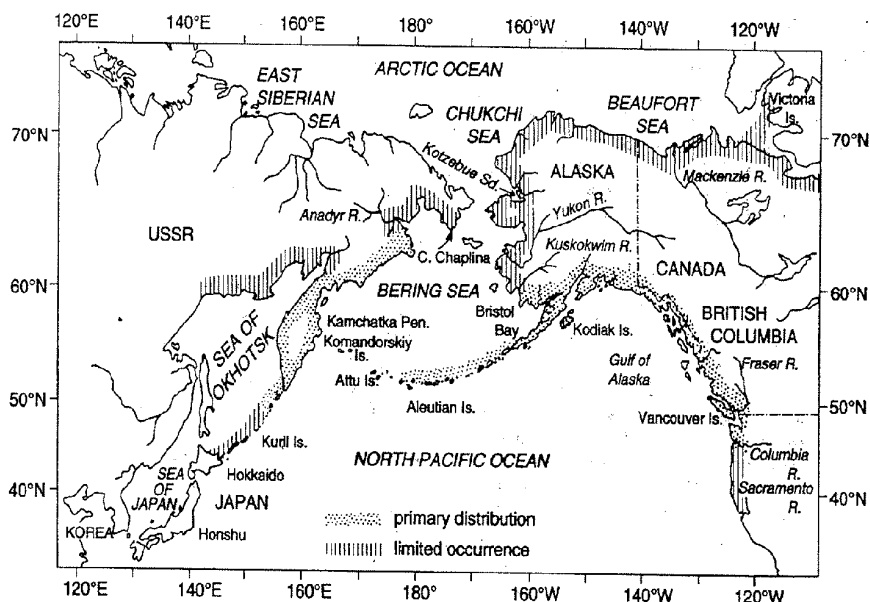 120°E 140°E 160°E 180° 160°W 140°W 120°W
ARCTIC OCEAN
EAST
SIBERIAN
SEA
CHUKCHI
SEA
BEAUFORT
SEA
Victoria
Is.
70°N
70°N
Kotzebue Sd.
ALASKA
Mackenzie R.
Anadyr R.
Yukon R.
USSR
Kuskokwim R.
C. Chaplina
CANADA
60°N
60°N
BERING SEA
Bristol
Bay
BRITISH
COLUMBIA
SEA OF
OKHOTSK
Kamchatka Pen.
Komandorskiy
Is.
Kodiak Is.
Gulf of
Alaska
Fraser R.
Attu Is.
Aleutian Is.
50°N
50°N
Vancouver Is.
Kuril Is.
Hokkaido
NORTH PACIFIC OCEAN
Columbia
R.
SEA
OF
JAPAN
Sacramento
R.
40°N
40°N
JAPAN
KOREA
Honshu
primary distribution
limited occurrence
120°E 140°E 160°E 180° 160°W 140°W 120°W